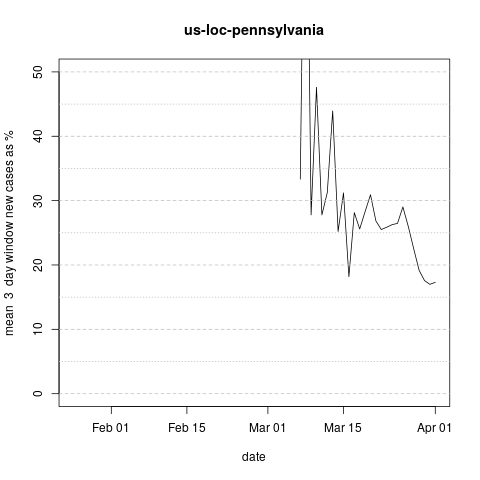 us-loc-pennsylvania
mean 3 day window new cases as %
50
40
30
20
10
0
Feb 01 Feb 15 Mar 01 Mar 15 Apr 01
date